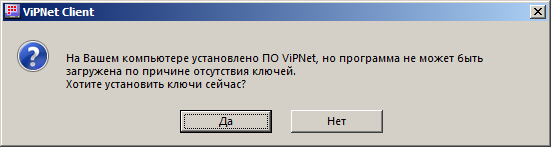 ViPNet Client
На Вашем компьютере установлено ПО ViPNet, но программа не может быть
загружена по причине отсутствия ключей.
Хотите установить ключи сейчас?
Да
Нет